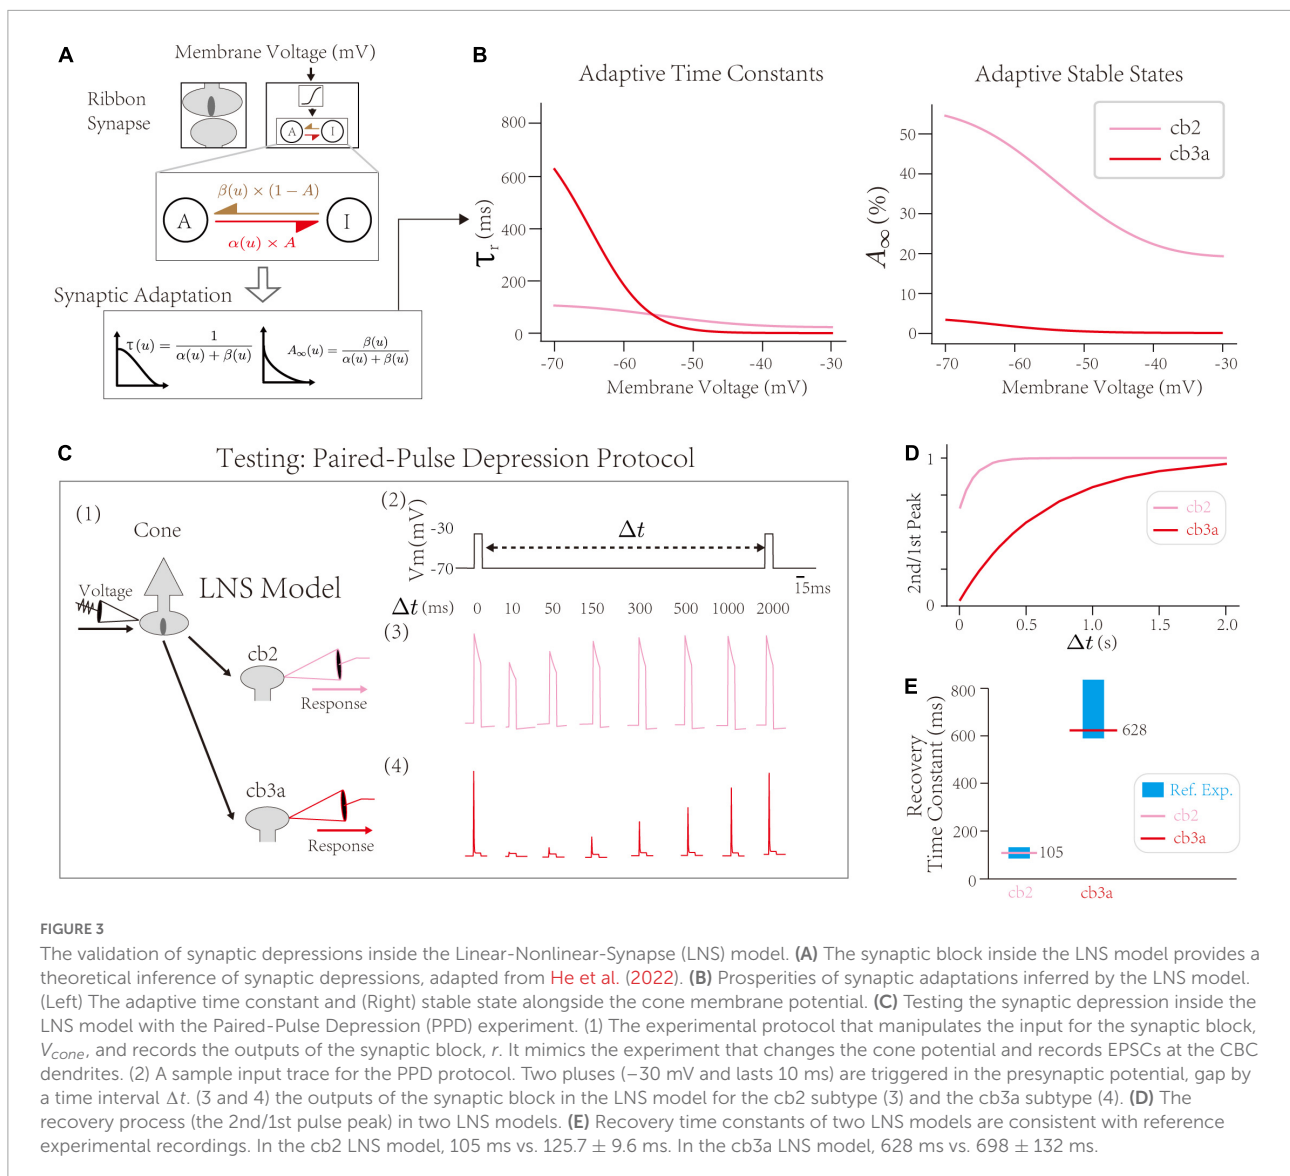 A
Membrane Voltage (mV)
Ribbon
Synapse
A
I
β(u) × (1 − A)
A
I
α(u) × A
Synaptic Adaptation
τ(u) = 1 / α(u) + β(u)
A∞(u) = β(u) / α(u) + β(u)
B
Adaptive Time Constants
800
600
400
200
0
τr (ms)
-70
-60
-50
-40
-30
Membrane Voltage (mV)
Adaptive Stable States
cb2
cb3a
50
40
30
20
10
0
A∞ (%)
-70
-60
-50
-40
-30
Membrane Voltage (mV)
C
Testing: Paired-Pulse Depression Protocol
(1)
Cone
Voltage
LNS Model
cb2
Response
cb3a
Response
(2)
Vm(mV)
-30
-70
Δt
15ms
Δt (ms) 0 10 50 150 300 500 1000 2000
(3)
(4)
D
1
0
2nd/1st Peak
cb2
cb3a
0 0.5 1.0 1.5 2.0
Δt (s)
E
800
600
400
200
0
Recovery
Time Constant (ms)
628
105
Ref. Exp.
cb2
cb3a
cb2
cb3a
FIGURE 3
The validation of synaptic depressions inside the Linear-Nonlinear-Synapse (LNS) model. (A) The synaptic block inside the LNS model provides a
theoretical inference of synaptic depressions, adapted from He et al. (2022). (B) Prosperities of synaptic adaptations inferred by the LNS model.
(Left) The adaptive time constant and (Right) stable state alongside the cone membrane potential. (C) Testing the synaptic depression inside the
LNS model with the Paired-Pulse Depression (PPD) experiment. (1) The experimental protocol that manipulates the input for the synaptic block,
Vcone, and records the outputs of the synaptic block, r. It mimics the experiment that changes the cone potential and records EPSCs at the CBC
dendrites. (2) A sample input trace for the PPD protocol. Two pluses (−30 mV and lasts 10 ms) are triggered in the presynaptic potential, gap by
a time interval Δt. (3 and 4) the outputs of the synaptic block in the LNS model for the cb2 subtype (3) and the cb3a subtype (4). (D) The
recovery process (the 2nd/1st pulse peak) in two LNS models. (E) Recovery time constants of two LNS models are consistent with reference
experimental recordings. In the cb2 LNS model, 105 ms vs. 125.7 ± 9.6 ms. In the cb3a LNS model, 628 ms vs. 698 ± 132 ms.